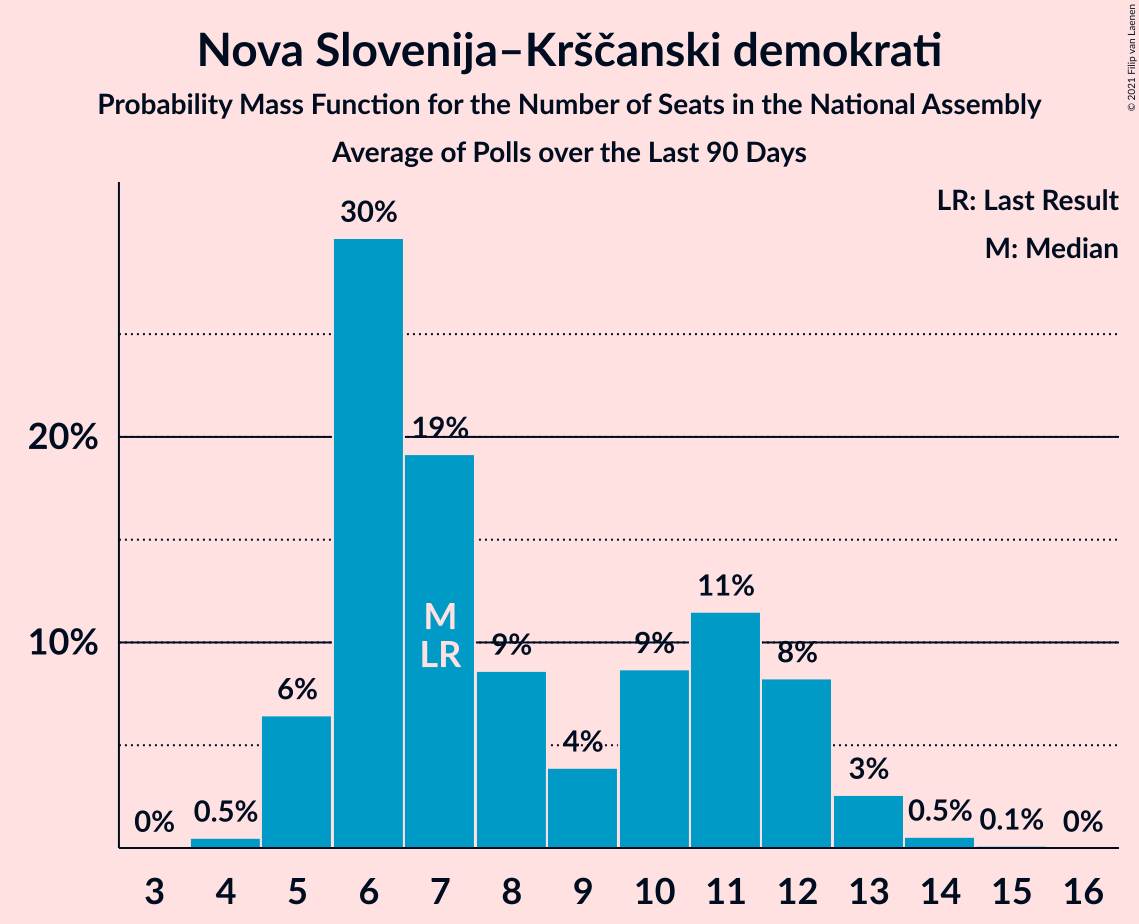 Nova Slovenija–Krščanski demokrati
Probability Mass Function for the Number of Seats in the National Assembly
Average of Polls over the Last 90 Days
© 2021 Filip van Laenen
LR: Last Result
M: Median
30%
19%
20%
11%
M
LR
10%
9%
9%
8%
6%
4%
3%
0%
0.5%
0.5%
0.1%
0%
3 4 5 6 7 8 9 10 11 12 13 14 15 16